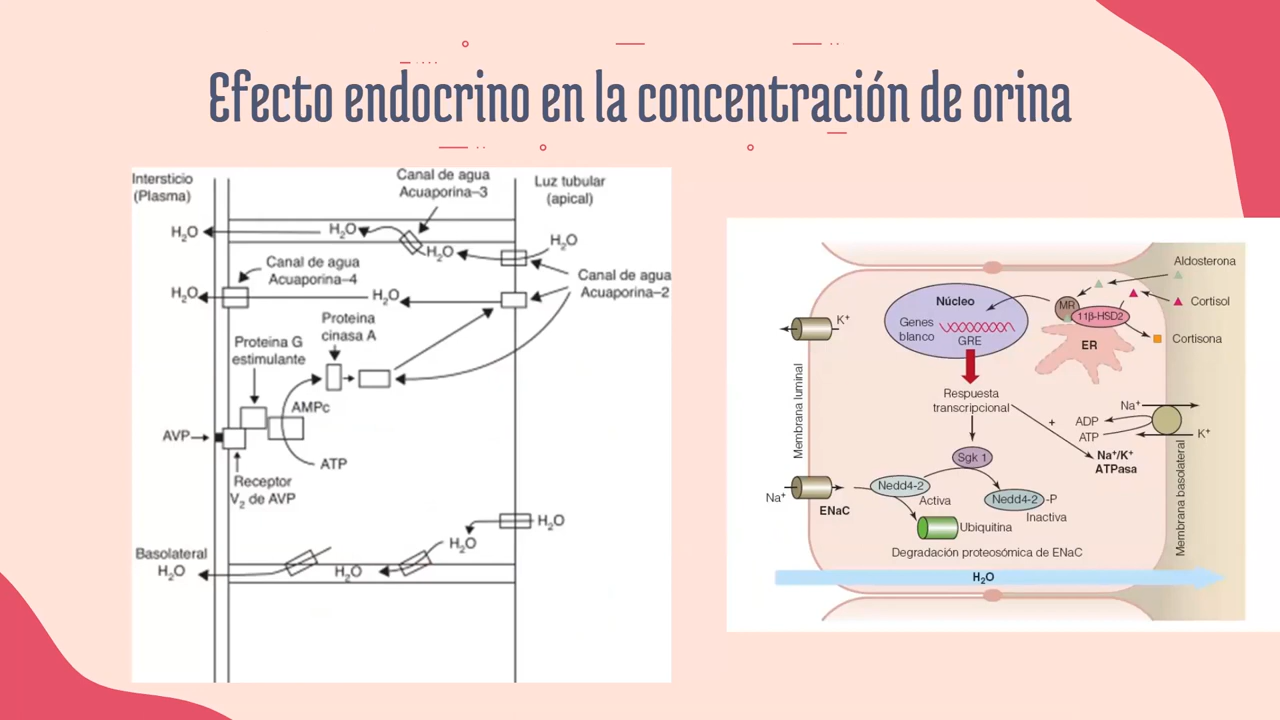 Efecto endocrino en la concentración de orina
Intersticio
(Plasma)
Canal de agua
Acuaporina–3
Luz tubular
(apical)
H₂O
H₂O
H₂O
H₂O
Canal de agua
Acuaporina–4
Canal de agua
Acuaporina–2
H₂O
H₂O
Proteina
cinasa A
Proteina G
estimulante
AMPc
AVP
ATP
Receptor
V₂ de AVP
H₂O
H₂O
Basolateral
H₂O
H₂O
Aldosterona
Núcleo
MR
Cortisol
K⁺
Genes
blanco
GRE
11β-HSD2
ER
Cortisona
Membrana luminal
Respuesta
transcripcional
Na⁺
ADP
ATP
K⁺
+
Na⁺/K⁺
ATPasa
Sgk 1
Nedd4-2
Activa
Nedd4-2
-P
Inactiva
Na⁺
ENaC
Ubiquitina
Membrana basolateral
Degradación proteosómica de ENaC
H₂O